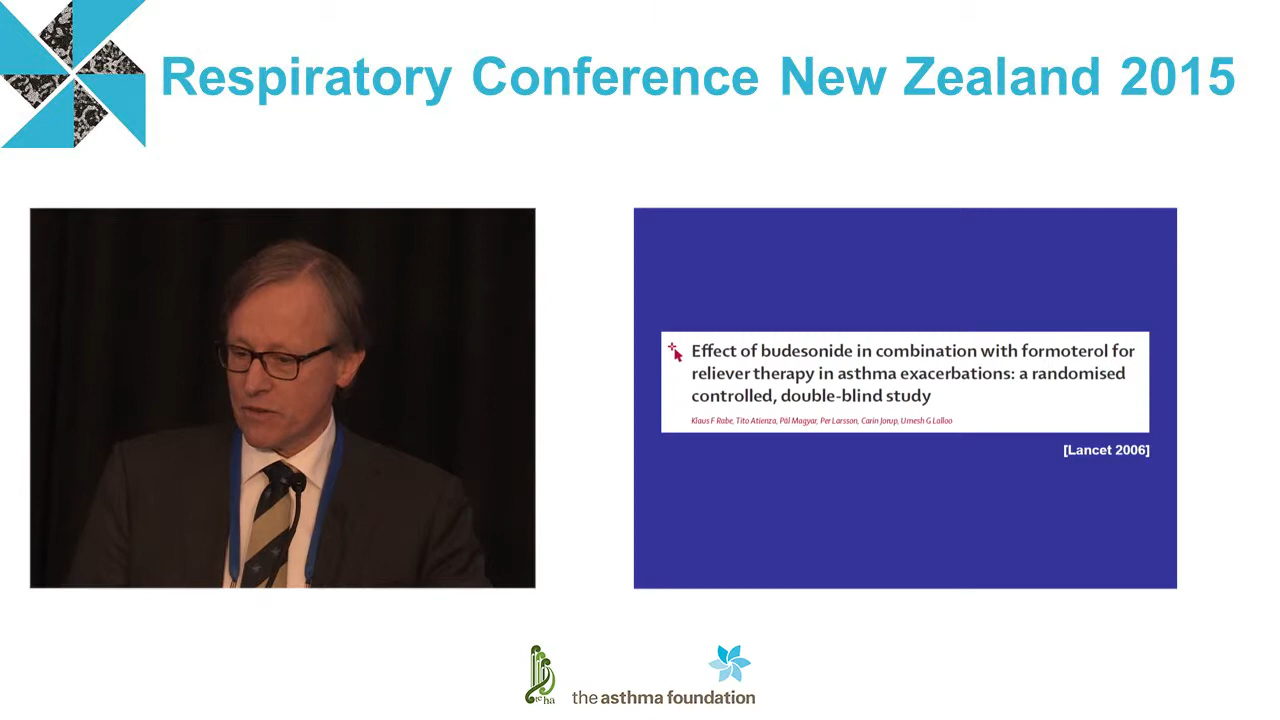 Respiratory Conference New Zealand 2015
Effect of budesonide in combination with formoterol for
reliever therapy in asthma exacerbations: a randomised
controlled, double-blind study
Klaus F Rabe, Tito Atienza, Pál Magyar, Per Larsson, Carin Jorup, Umesh G Lalloo
[Lancet 2006]
te ha
the asthma foundation